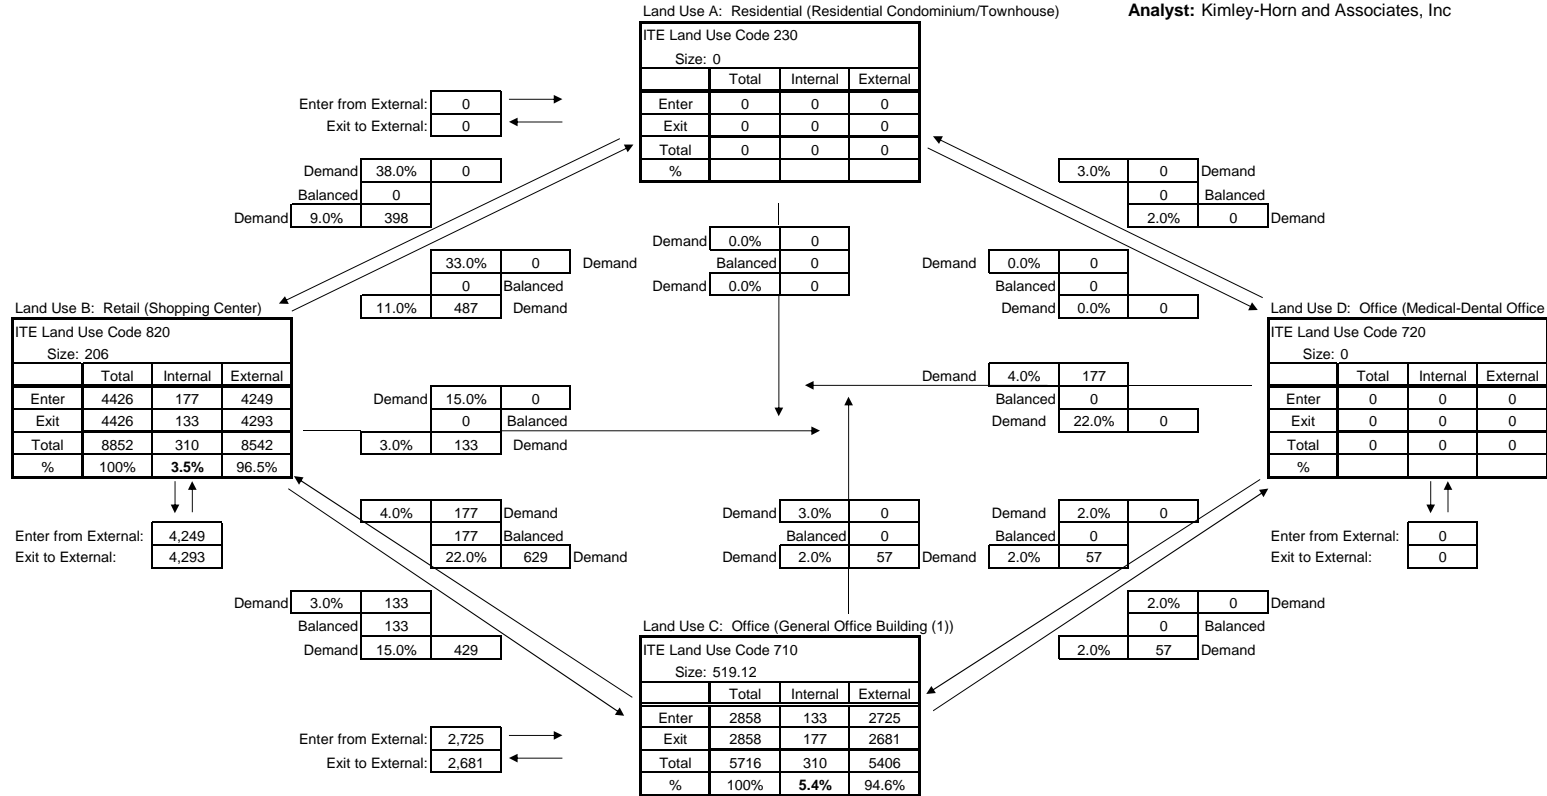 Land Use A: Residential (Residential Condominium/Townhouse)
Analyst: Kimley-Horn and Associates, Inc
ITE Land Use Code 230
Size: 0
Total Internal External
Enter 0 0 0
Exit 0 0 0
Total 0 0 0
%
Enter from External: 0
Exit to External: 0
Demand 38.0% 0
Balanced 0
Demand 9.0% 398
3.0% 0 Demand
0 Balanced
2.0% 0 Demand
33.0% 0 Demand
0 Balanced
11.0% 487 Demand
Demand 0.0% 0
Balanced 0
Demand 0.0% 0
Demand 0.0% 0
Balanced 0
Demand 0.0% 0
Land Use B: Retail (Shopping Center)
ITE Land Use Code 820
Size: 206
Total Internal External
Enter 4426 177 4249
Exit 4426 133 4293
Total 8852 310 8542
% 100% 3.5% 96.5%
Enter from External: 4,249
Exit to External: 4,293
Demand 15.0% 0
0 Balanced
3.0% 133 Demand
Demand 4.0% 177
Balanced 0
Demand 22.0% 0
Land Use D: Office (Medical-Dental Office
ITE Land Use Code 720
Size: 0
Total Internal External
Enter 0 0 0
Exit 0 0 0
Total 0 0 0
%
Enter from External: 0
Exit to External: 0
4.0% 177 Demand
177 Balanced
22.0% 629 Demand
Demand 3.0% 0
Balanced 0
Demand 2.0% 57
Demand 2.0% 0
Balanced 0
Demand 2.0% 57
Demand 3.0% 133
Balanced 133
Demand 15.0% 429
2.0% 0 Demand
0 Balanced
2.0% 57 Demand
Land Use C: Office (General Office Building (1))
ITE Land Use Code 710
Size: 519.12
Total Internal External
Enter 2858 133 2725
Exit 2858 177 2681
Total 5716 310 5406
% 100% 5.4% 94.6%
Enter from External: 2,725
Exit to External: 2,681